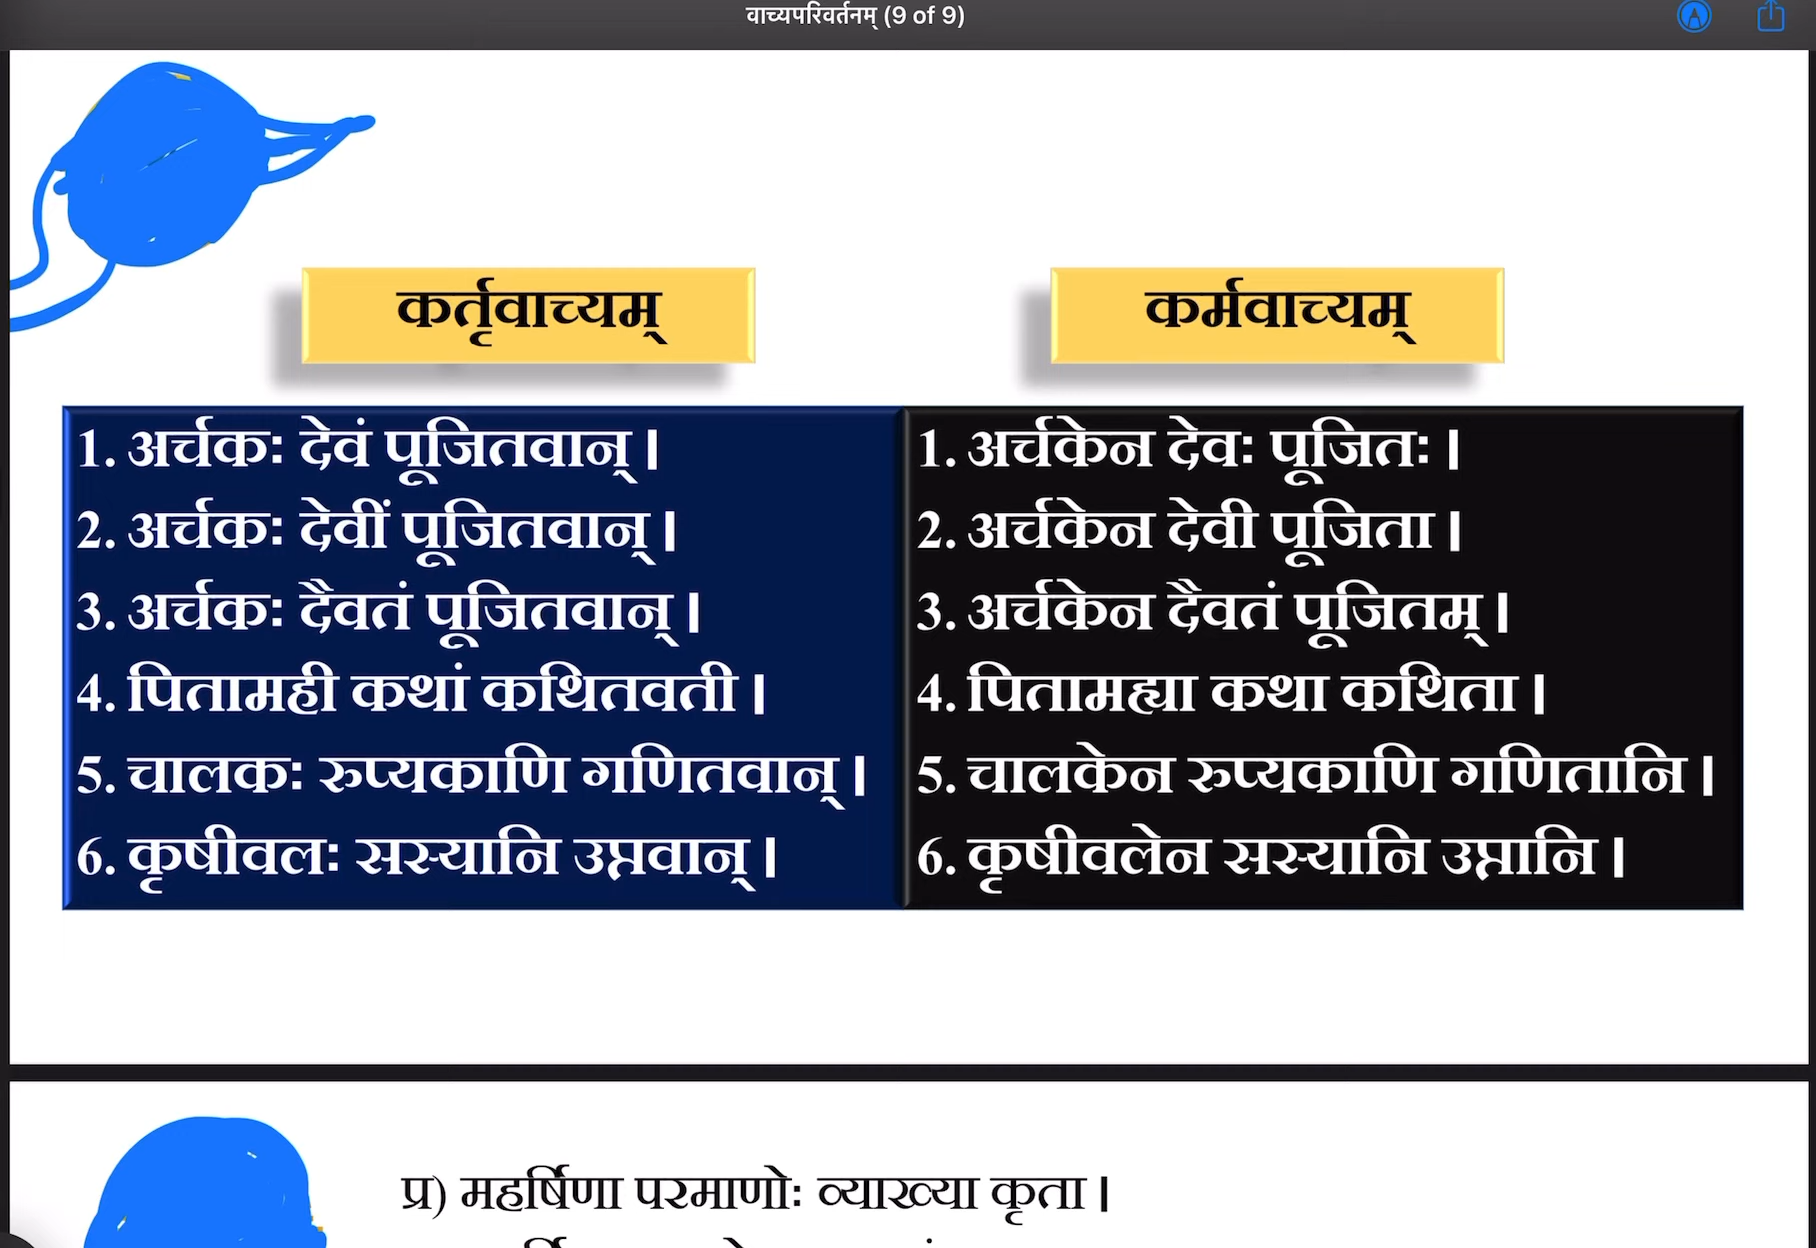 वाच्यपरिवर्तनम् (9 of 9)
कर्तृवाच्यम्
कर्मवाच्यम्
1. अर्चकः देवं पूजितवान् ।
2. अर्चकः देवीं पूजितवान् ।
3. अर्चकः दैवतं पूजितवान् ।
4. पितामही कथां कथितवती ।
5. चालकः रुप्यकाणि गणितवान् ।
6. कृषीवलः सस्यानि उप्तवान् ।
1. अर्चकेन देवः पूजितः ।
2. अर्चकेन देवी पूजिता ।
3. अर्चकेन दैवतं पूजितम् ।
4. पितामह्या कथा कथिता ।
5. चालकेन रुप्यकाणि गणितानि ।
6. कृषीवलेन सस्यानि उप्तानि ।
प्र) महर्षिणा परमाणोः व्याख्या कृता ।